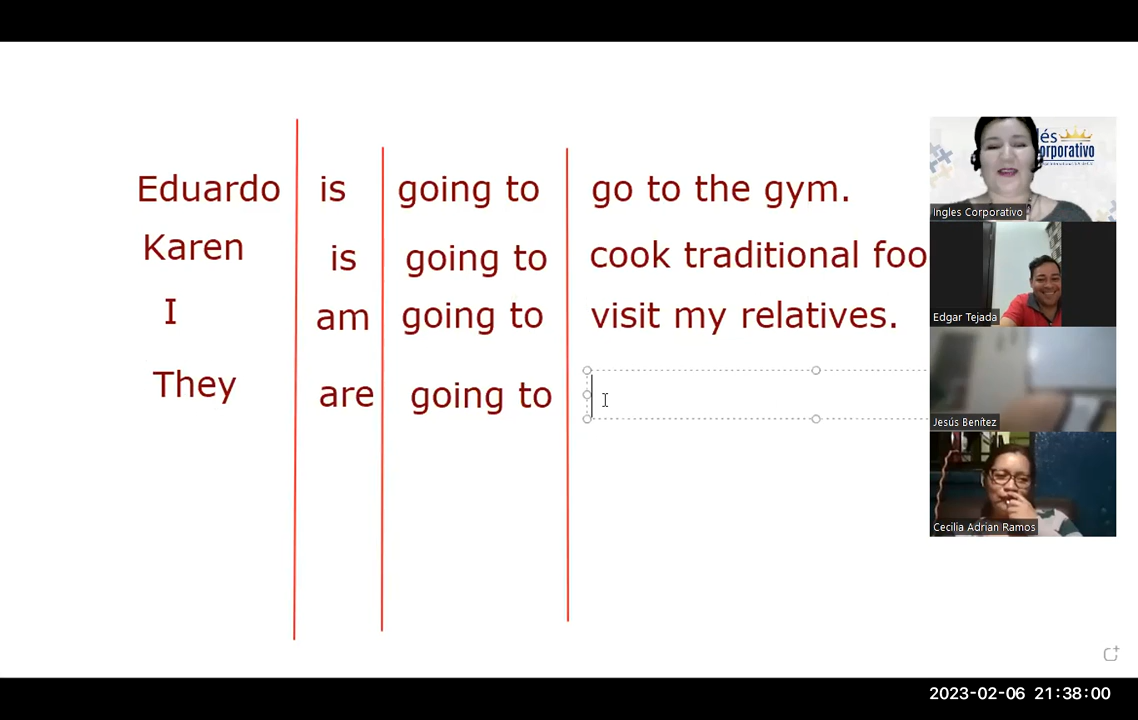 Eduardo is going to go to the gym.
Karen is going to cook traditional foo
I am going to visit my relatives.
They are going to
és
orporativo
Ingles Corporativo
Edgar Tejada
Jesús Benítez
Cecilia Adrian Ramos
2023-02-06 21:38:00